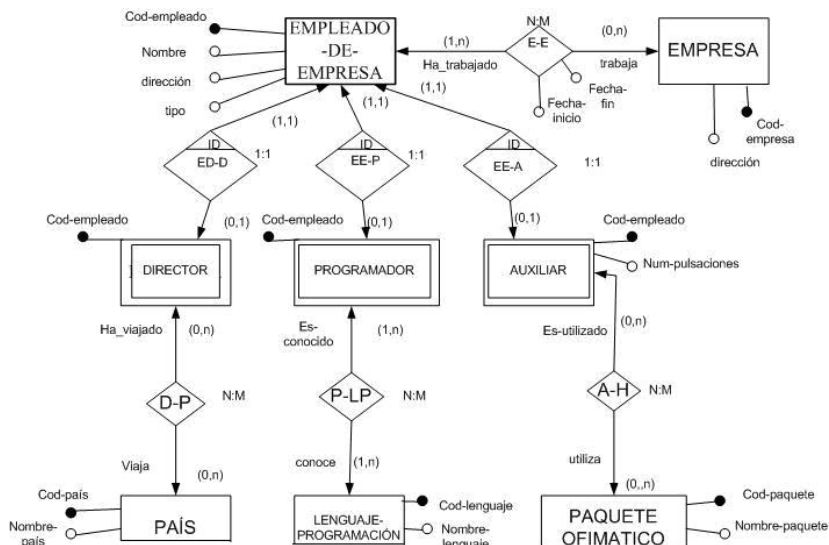 Cod-empleado
EMPLEADO
-DE-
EMPRESA
Nombre
dirección
tipo
(1,n)
Ha_trabajado
N:M
E-E
(0,n)
trabaja
EMPRESA
Fecha-
inicio
Fecha-
fin
Cod-
empresa
dirección
(1,1)
(1,1)
(1,1)
ID
ED-D
1:1
ID
EE-P
1:1
ID
EE-A
1:1
(0,1)
(0,1)
(0,1)
Cod-empleado
DIRECTOR
Cod-empleado
PROGRAMADOR
AUXILIAR
Cod-empleado
Num-pulsaciones
Ha_viajado
(0,n)
Es-
conocido
(1,n)
Es-utilizado
(0,n)
D-P
N:M
P-LP
N:M
A-H
N:M
Viaja
(0,n)
conoce
(1,n)
utiliza
(0,,n)
Cod-país
Nombre-
país
PAÍS
LENGUAJE-
PROGRAMACIÓN
Cod-lenguaje
Nombre-
lenguaje
PAQUETE
OFIMATICO
Cod-paquete
Nombre-paquete